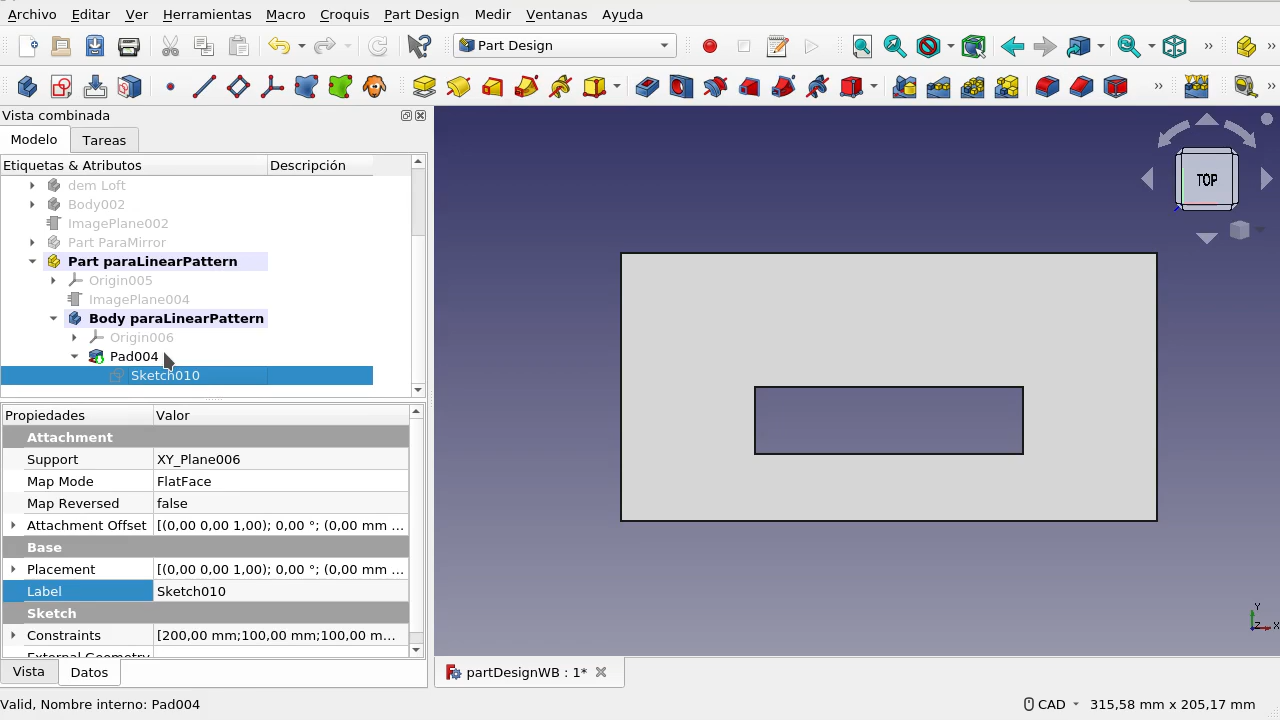 Archivo Editar Ver Herramientas Macro Croquis Part Design Medir Ventanas Ayuda
Part Design
Vista combinada
Modelo Tareas
Etiquetas & Atributos Descripción
dem Loft
Body002
ImagePlane002
Part ParaMirror
Part paraLinearPattern
Origin005
ImagePlane004
Body paraLinearPattern
Origin006
Pad004
Sketch010
TOP
Propiedades Valor
Attachment
Support XY_Plane006
Map Mode FlatFace
Map Reversed false
Attachment Offset [(0,00 0,00 1,00); 0,00 °; (0,00 mm ...
Base
Placement [(0,00 0,00 1,00); 0,00 °; (0,00 mm ...
Label Sketch010
Sketch
Constraints [200,00 mm;100,00 mm;100,00 m...
External Geometry
Y
Z X
Vista Datos
partDesignWB : 1*
Valid, Nombre interno: Pad004
CAD 315,58 mm x 205,17 mm